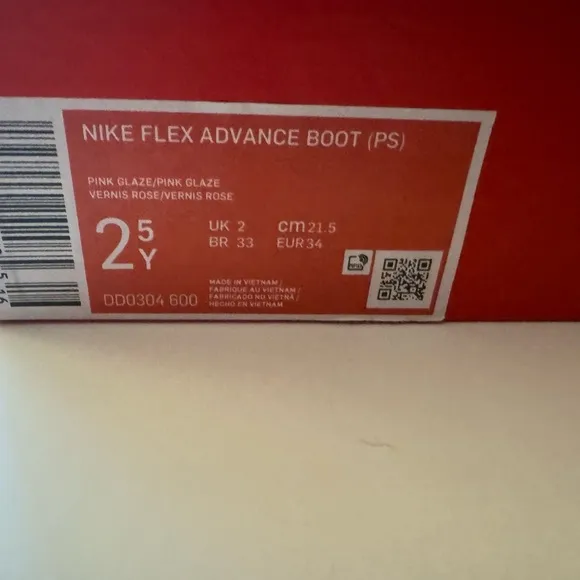 NIKE FLEX ADVANCE BOOT (PS)
PINK GLAZE/PINK GLAZE
VERNIS ROSE/VERNIS ROSE
2 5 Y
UK 2 cm 21.5
BR 33 EUR 34
DD0304 600
MADE IN VIETNAM /
FABRIQUÉ AU VIETNAM /
FABRICADO NO VIETNÃ /
HECHO EN VIETNAM